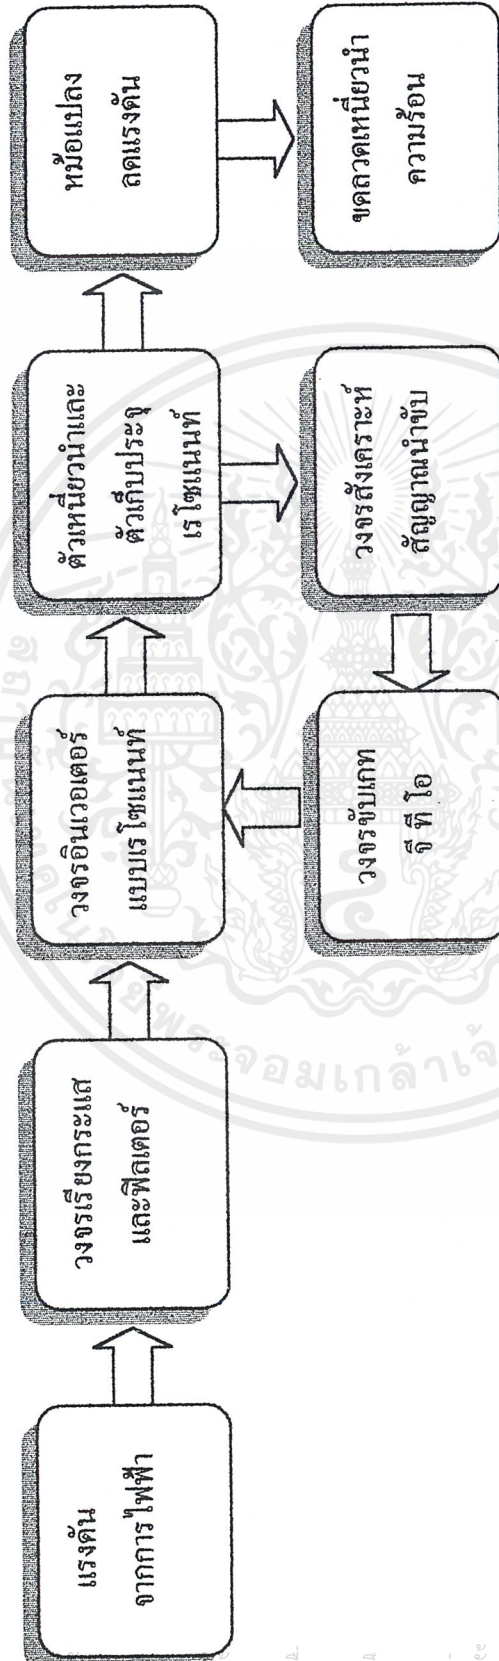 แรงดัน
จากการไฟฟ้า
วงจรเรียงกระแส
และฟิลเตอร์
วงจรอินเวอเตอร์
แบบเรโซแนนท์
ตัวเหนี่ยวนำและ
ตัวเก็บประจุ
เรโซแนนท์
หม้อแปลง
ลดแรงดัน
วงจรขับเกท
จี ที โอ
วงจรสังเคราะห์
สัญญาณนำขับ
ขดลวดเหนี่ยวนำ
ความร้อน